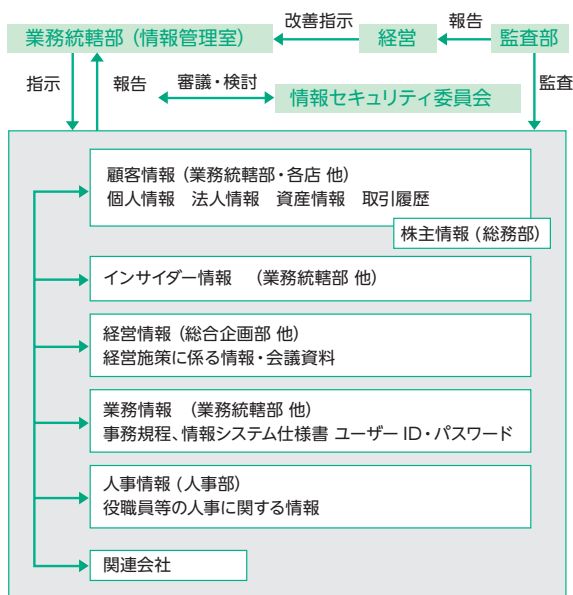 改善指示
報告
業務統轄部（情報管理室）
経営
監査部
指示
報告
審議・検討
監査
情報セキュリティ委員会
顧客情報（業務統轄部・各店 他）
個人情報　法人情報　資産情報　取引履歴
株主情報（総務部）
インサイダー情報　（業務統轄部 他）
経営情報（総合企画部 他）
経営施策に係る情報・会議資料
業務情報　（業務統轄部 他）
事務規程、情報システム仕様書 ユーザー ID・パスワード
人事情報（人事部）
役職員等の人事に関する情報
関連会社